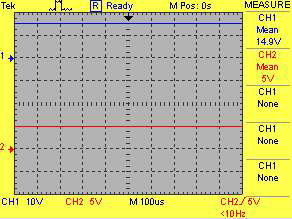 Tek R Ready M Pos: 0s MEASURE
CH1
Mean
14.9V
CH2
Mean
5V
CH1
None
CH1
None
CH1
None
1
2
CH1 10V CH2 5V M 100us CH2 / 5V
<10Hz